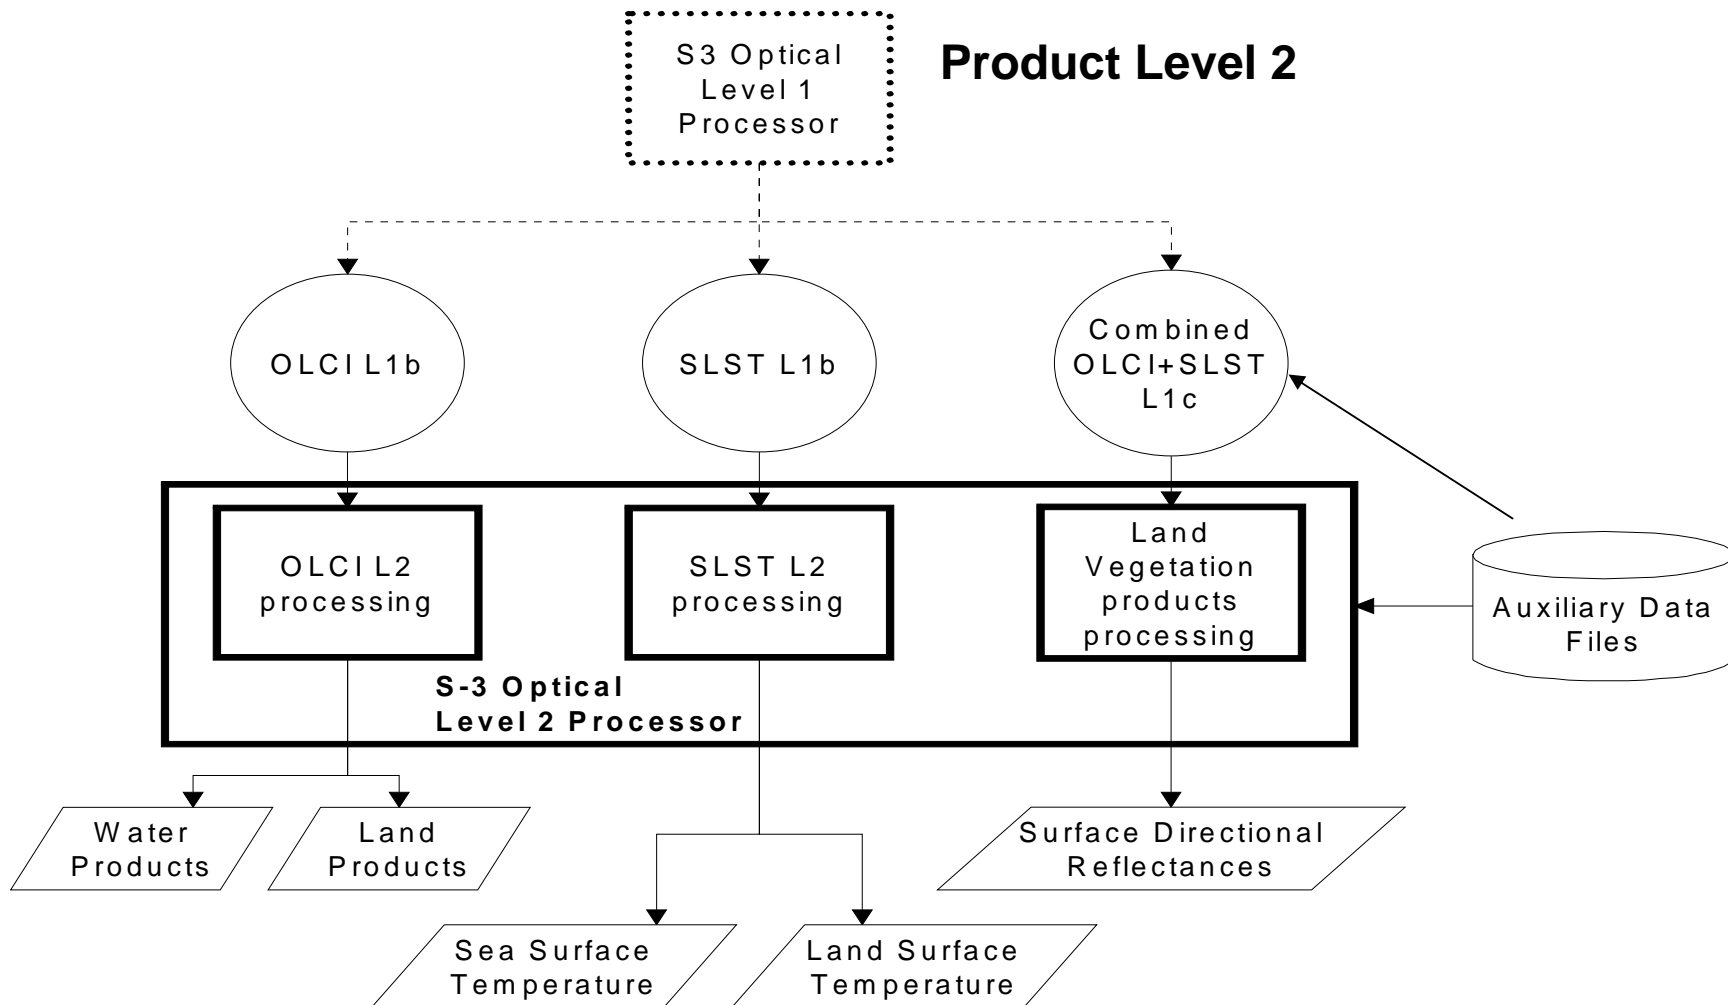 S3 Optical
Level 1
Processor
Product Level 2
OLCI L1b
SLST L1b
Combined
OLCI+SLST
L1c
OLCI L2
processing
SLST L2
processing
Land
Vegetation
products
processing
Auxiliary Data
Files
S-3 Optical
Level 2 Processor
Water
Products
Land
Products
Surface Directional
Reflectances
Sea Surface
Temperature
Land Surface
Temperature